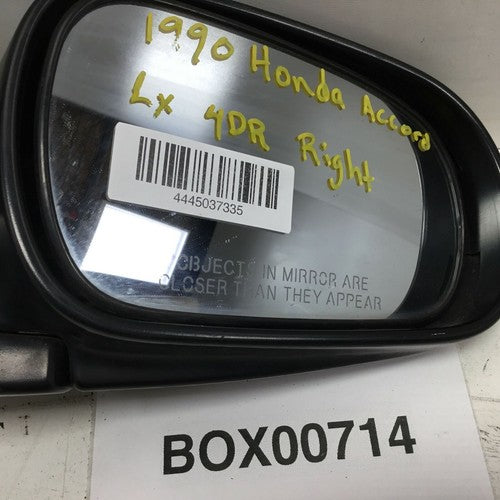 1990 Honda Accord
Lx 4DR Right
4445037335
OBJECTS IN MIRROR ARE
CLOSER THAN THEY APPEAR
BOX00714